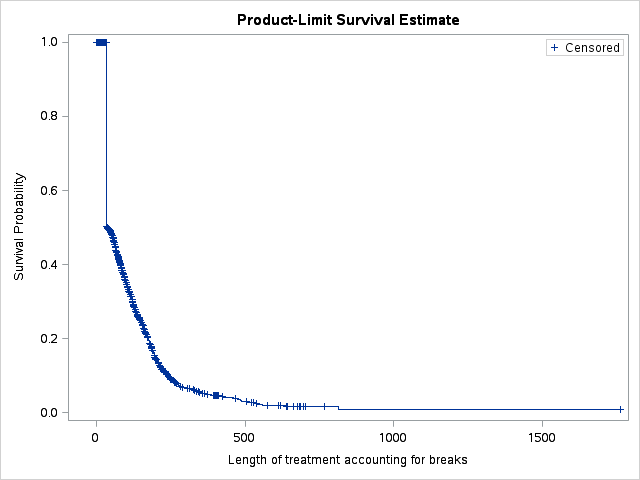 Product-Limit Survival Estimate
+ Censored
1.0
0.8
0.6
0.4
0.2
0.0
Survival Probability
0
500
1000
1500
Length of treatment accounting for breaks